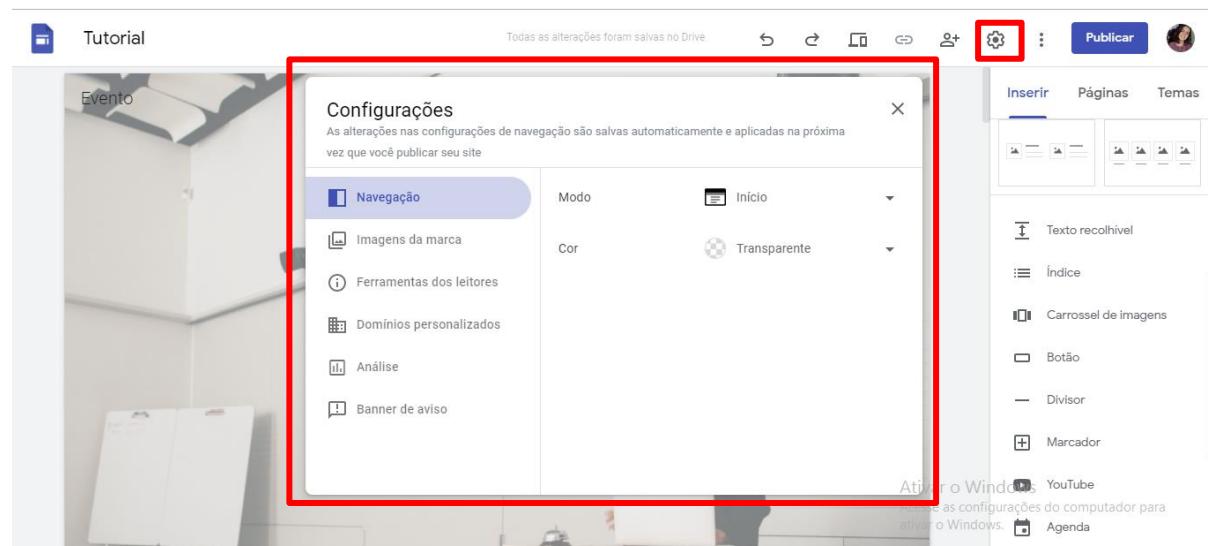 Tutorial
Todas as alterações foram salvas no Drive
Publicar
Evento
Configurações
As alterações nas configurações de navegação são salvas automaticamente e aplicadas na próxima
vez que você publicar seu site
Navegação
Imagens da marca
Ferramentas dos leitores
Domínios personalizados
Análise
Banner de aviso
Modo
Início
Cor
Transparente
Inserir
Páginas
Temas
Texto recolhível
Índice
Carrossel de imagens
Botão
Divisor
Marcador
YouTube
Agenda
Ativar o Windows
Acesse as configurações do computador para
ativar o Windows.